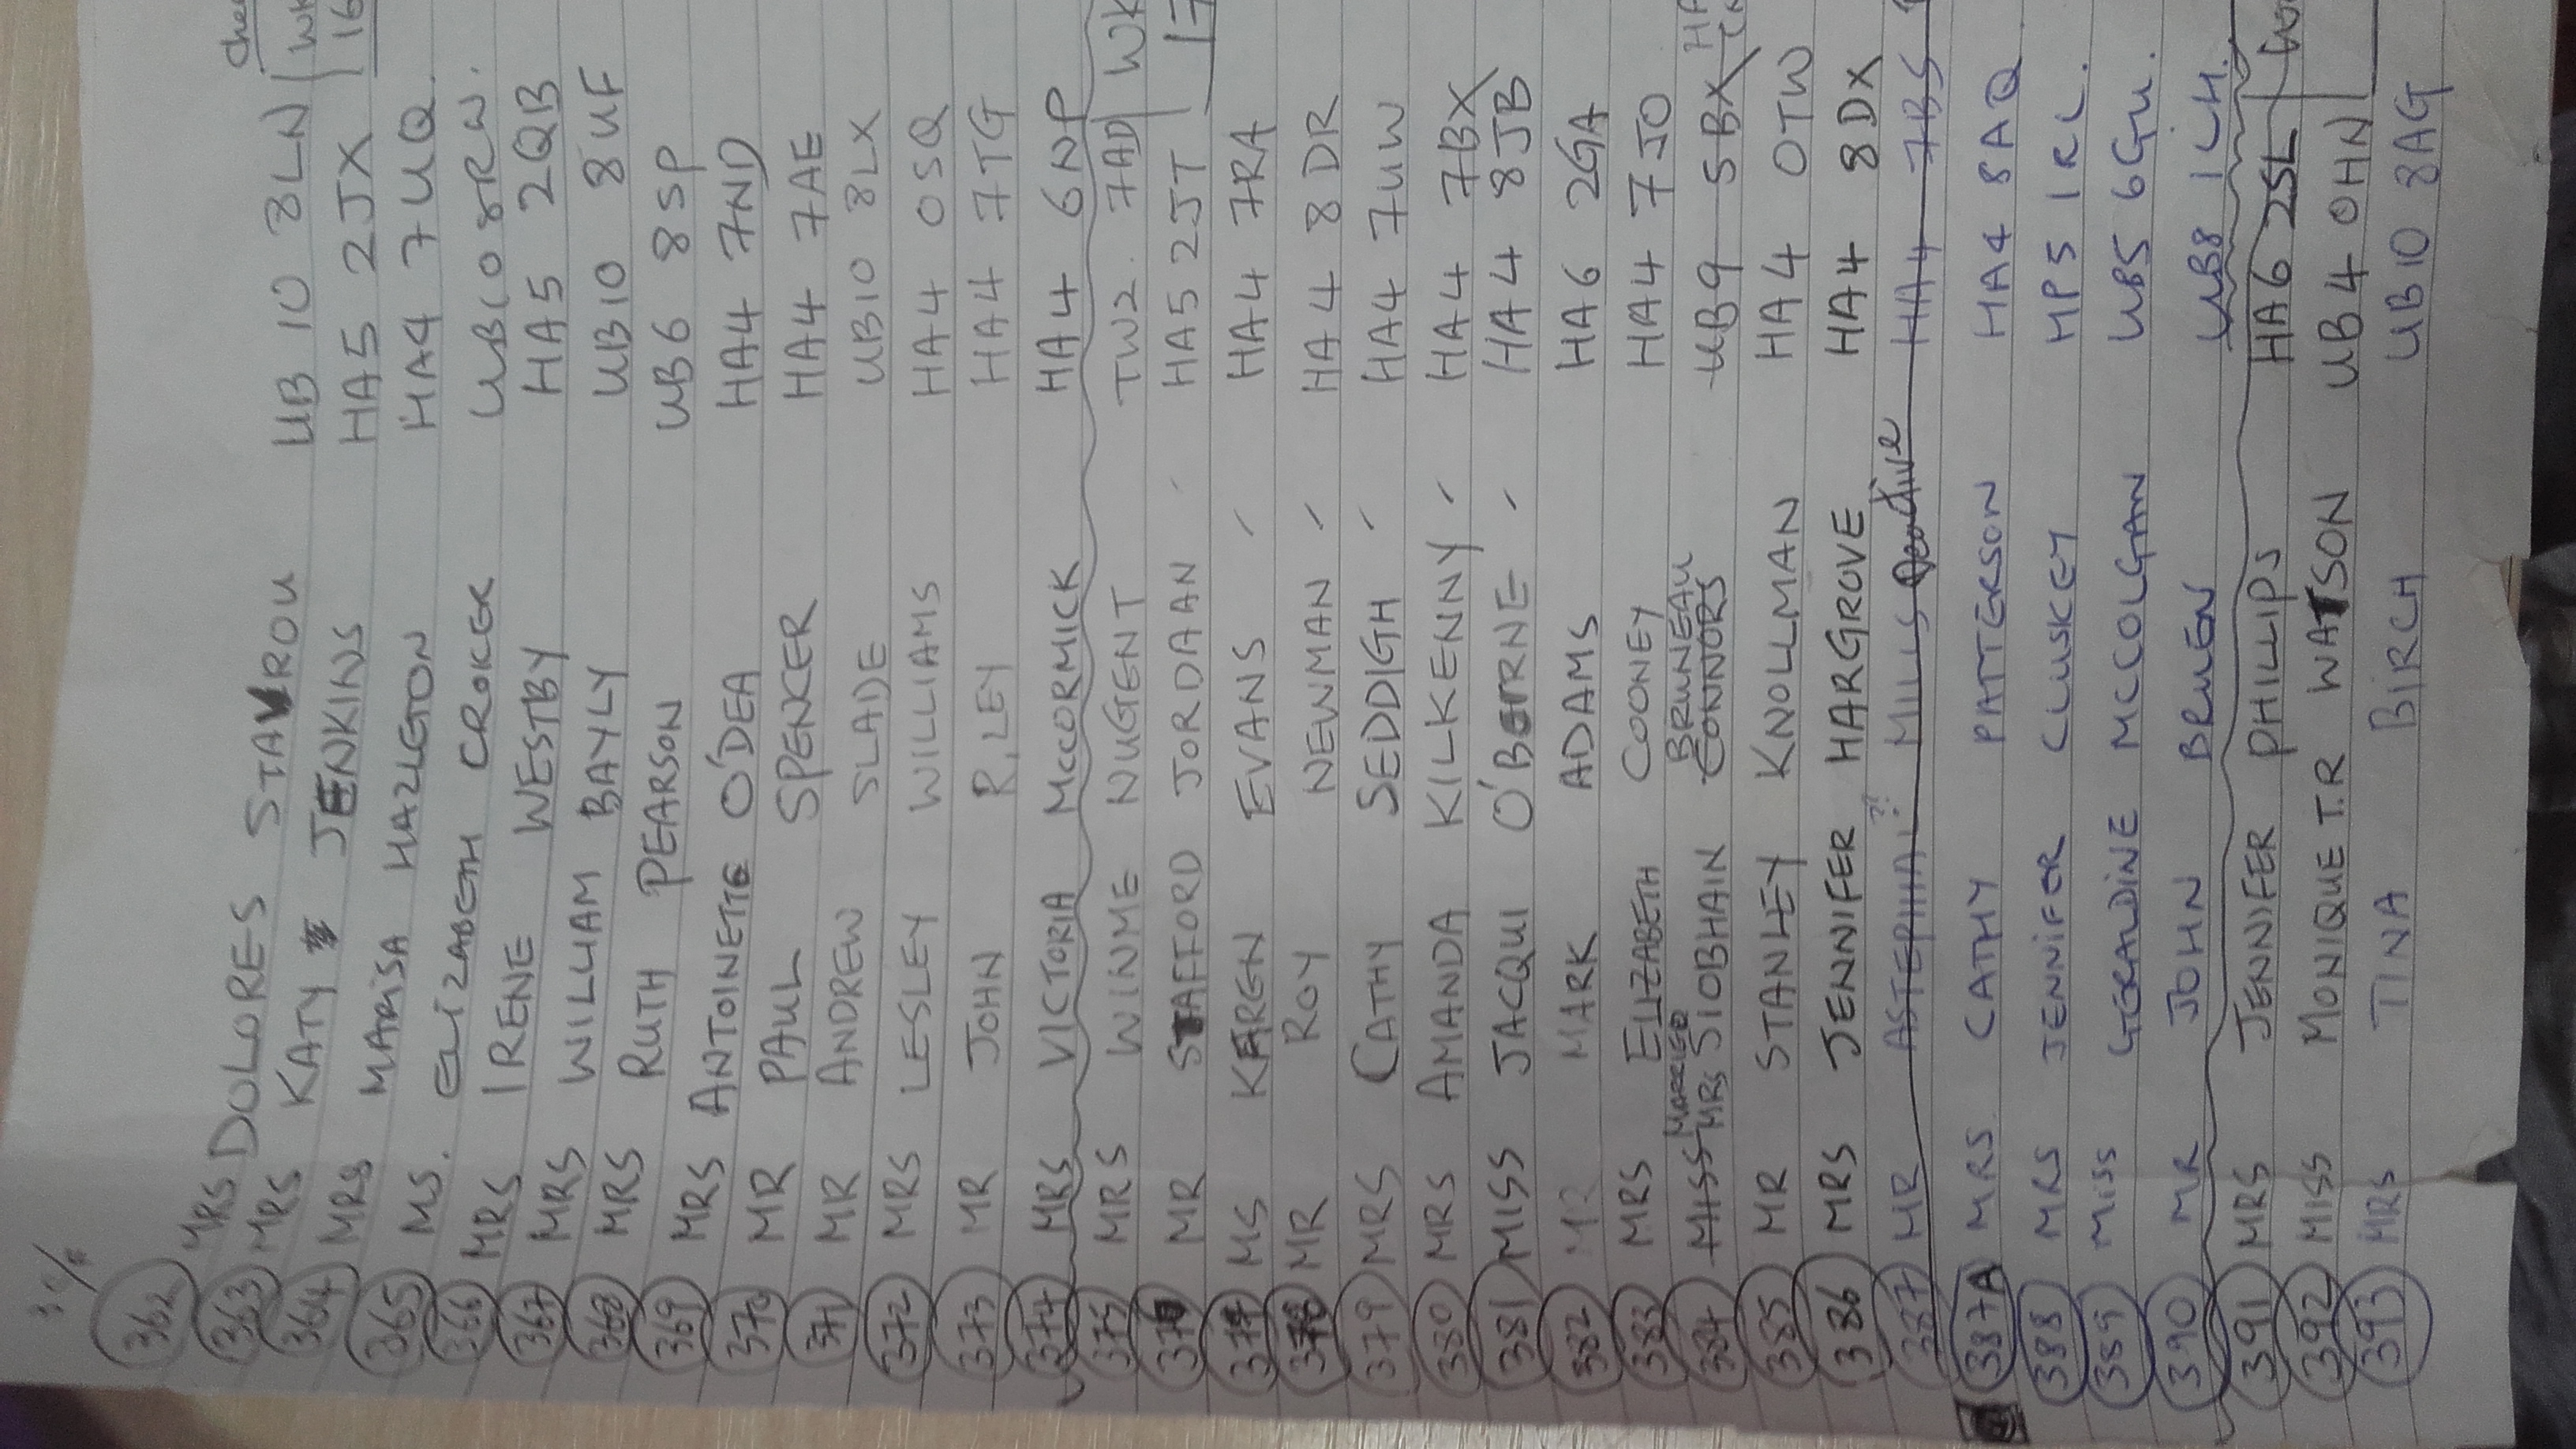 362 MRS DOLORES STAVROU UB 10 8LN
363 MRS KATY JENKINS HA5 2JX
364 MRS MARISA HAZLETON HA4 7UQ.
365 MS. ELIZABETH CROKER UB10 8RW.
366 MRS IRENE WESTBY HA5 2QB
367 MRS WILLIAM BAYLY UB10 8UF
368 MRS RUTH PEARSON UB6 8SP
369 MRS ANTOINETTE O'DEA HA4 7ND
370 MR PAUL SPENCER HA4 7AE
371 MR ANDREW SLADE UB10 8LX
372 MRS LESLEY WILLIAMS HA4 0SQ
373 MR JOHN RILEY HA4 7TG
374 MRS VICTORIA McCORMICK HA4 6NP
375 MRS WINME NUGENT TW2. 7AD WK
376 MR STAFFORD JORDAAN HA5 2JT 17
377 MS KAREN EVANS HA4 7RA
378 MR ROY NEWMAN HA4 8DR
379 MRS CATHY SEDDIGH HA4 7UW
380 MRS AMANDA KILKENNY HA4 7BX
381 MISS JACQUI O'BEIRNE HA4 8JB
382 MR MARK ADAMS HA6 2GA
383 MRS ELIZABETH COONEY HA4 7JO
MARRIED BRUNEAU
384 MISS MRS SIOBHAIN CONNORS UB9 5BX
385 MR STANLEY KNOLLMAN HA4 0TW
386 MRS JENNIFER HARGROVE HA4 8DX
387 MR ASTEPHAL ?? MILLS Deactive HA4 7BS
387A MRS CATHY PATTERSON HA4 8AQ
388 MRS JENNIFER CLUSKEY HP5 1RL.
389 MISS GERALDINE MCCOLGAN UB5 6GU.
390 MR JOHN BRUEN UB8 1LH.
391 MRS JENNIFER PHILLIPS HA6 2SL
392 MISS MONIQUE T.R WATSON UB4 0HN
393 MRS TINA BIRCH UB10 8AG